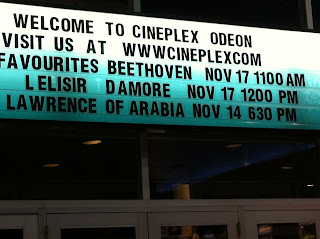 WELCOME TO CINEPLEX ODEON
VISIT US AT WWWCINEPLEXCOM
FAVOURITES BEETHOVEN NOV 17 1100 AM
LELISIR DAMORE NOV 17 1200 PM
LAWRENCE OF ARABIA NOV 14 630 PM